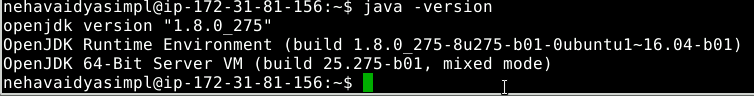 nehavaidyasimpl@ip-172-31-81-156:~$ java -version
openjdk version "1.8.0_275"
OpenJDK Runtime Environment (build 1.8.0_275-8u275-b01-0ubuntu1~16.04-b01)
OpenJDK 64-Bit Server VM (build 25.275-b01, mixed mode)
nehavaidyasimpl@ip-172-31-81-156:~$